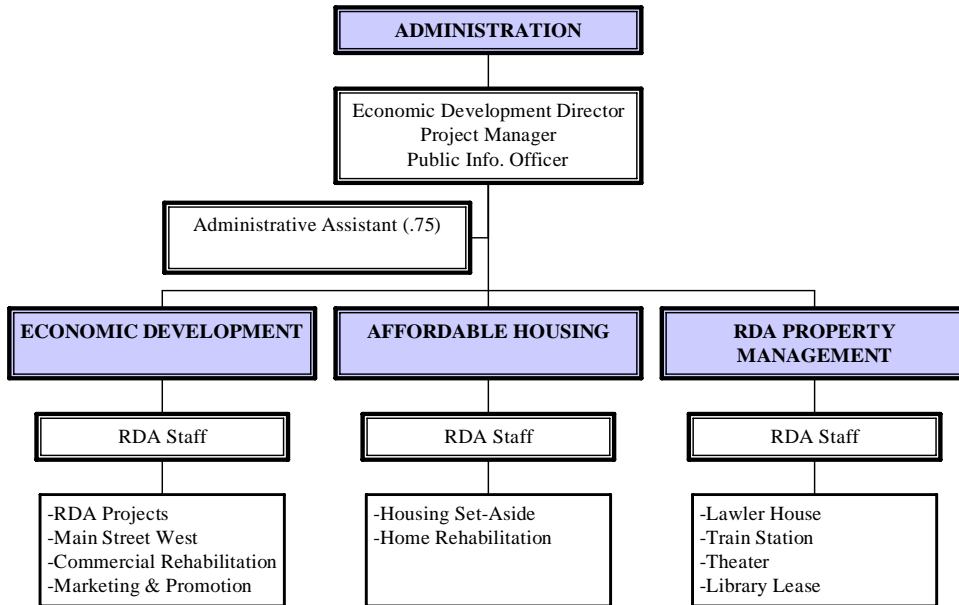 ADMINISTRATION
Economic Development Director
Project Manager
Public Info. Officer
Administrative Assistant (.75)
ECONOMIC DEVELOPMENT
RDA Staff
-RDA Projects
-Main Street West
-Commercial Rehabilitation
-Marketing & Promotion
AFFORDABLE HOUSING
RDA Staff
-Housing Set-Aside
-Home Rehabilitation
RDA PROPERTY
MANAGEMENT
RDA Staff
-Lawler House
-Train Station
-Theater
-Library Lease